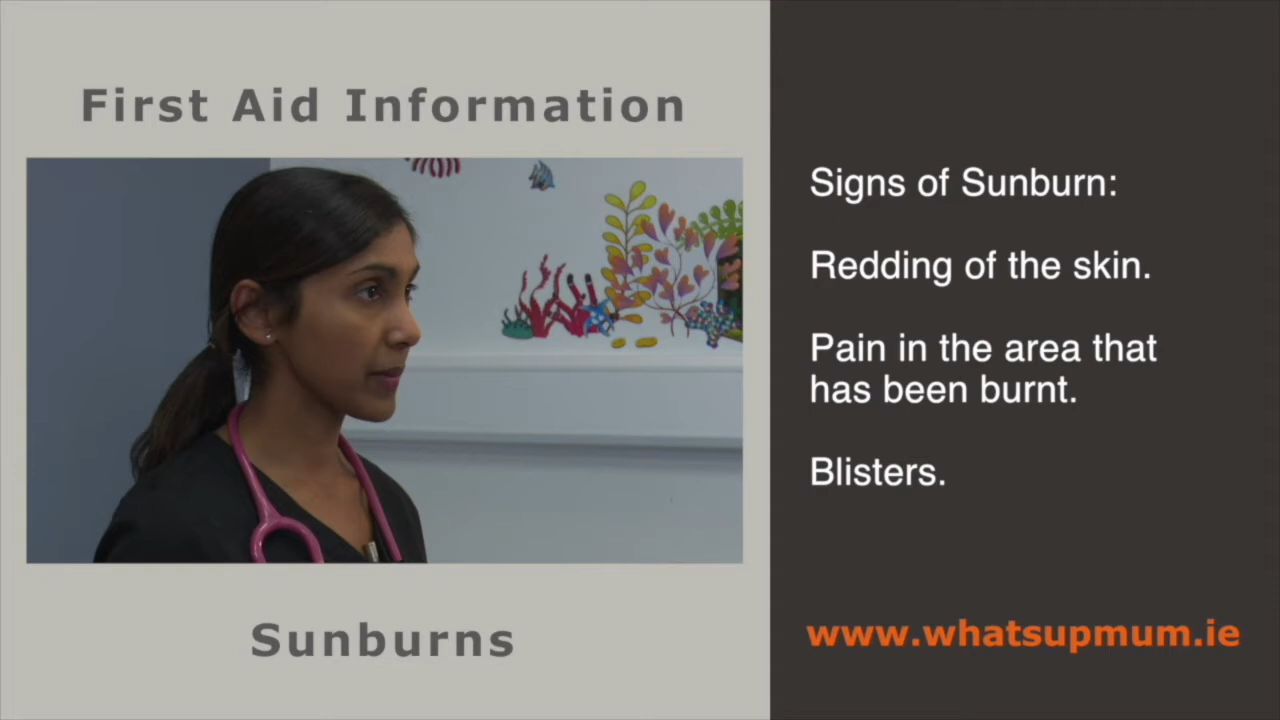 First Aid Information
Signs of Sunburn:
Redding of the skin.
Pain in the area that
has been burnt.
Blisters.
Sunburns
www.whatsupmum.ie